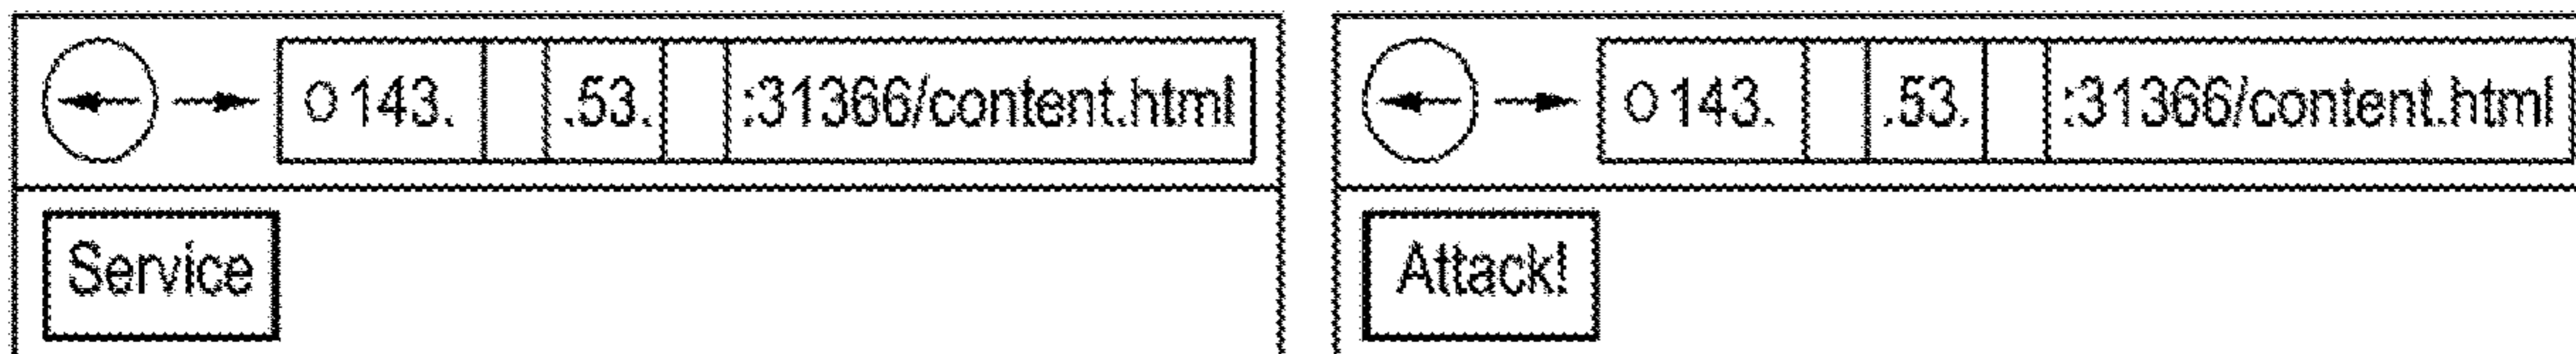 143. .53. :31366/content.html
Service
143. .53. :31366/content.html
Attack!